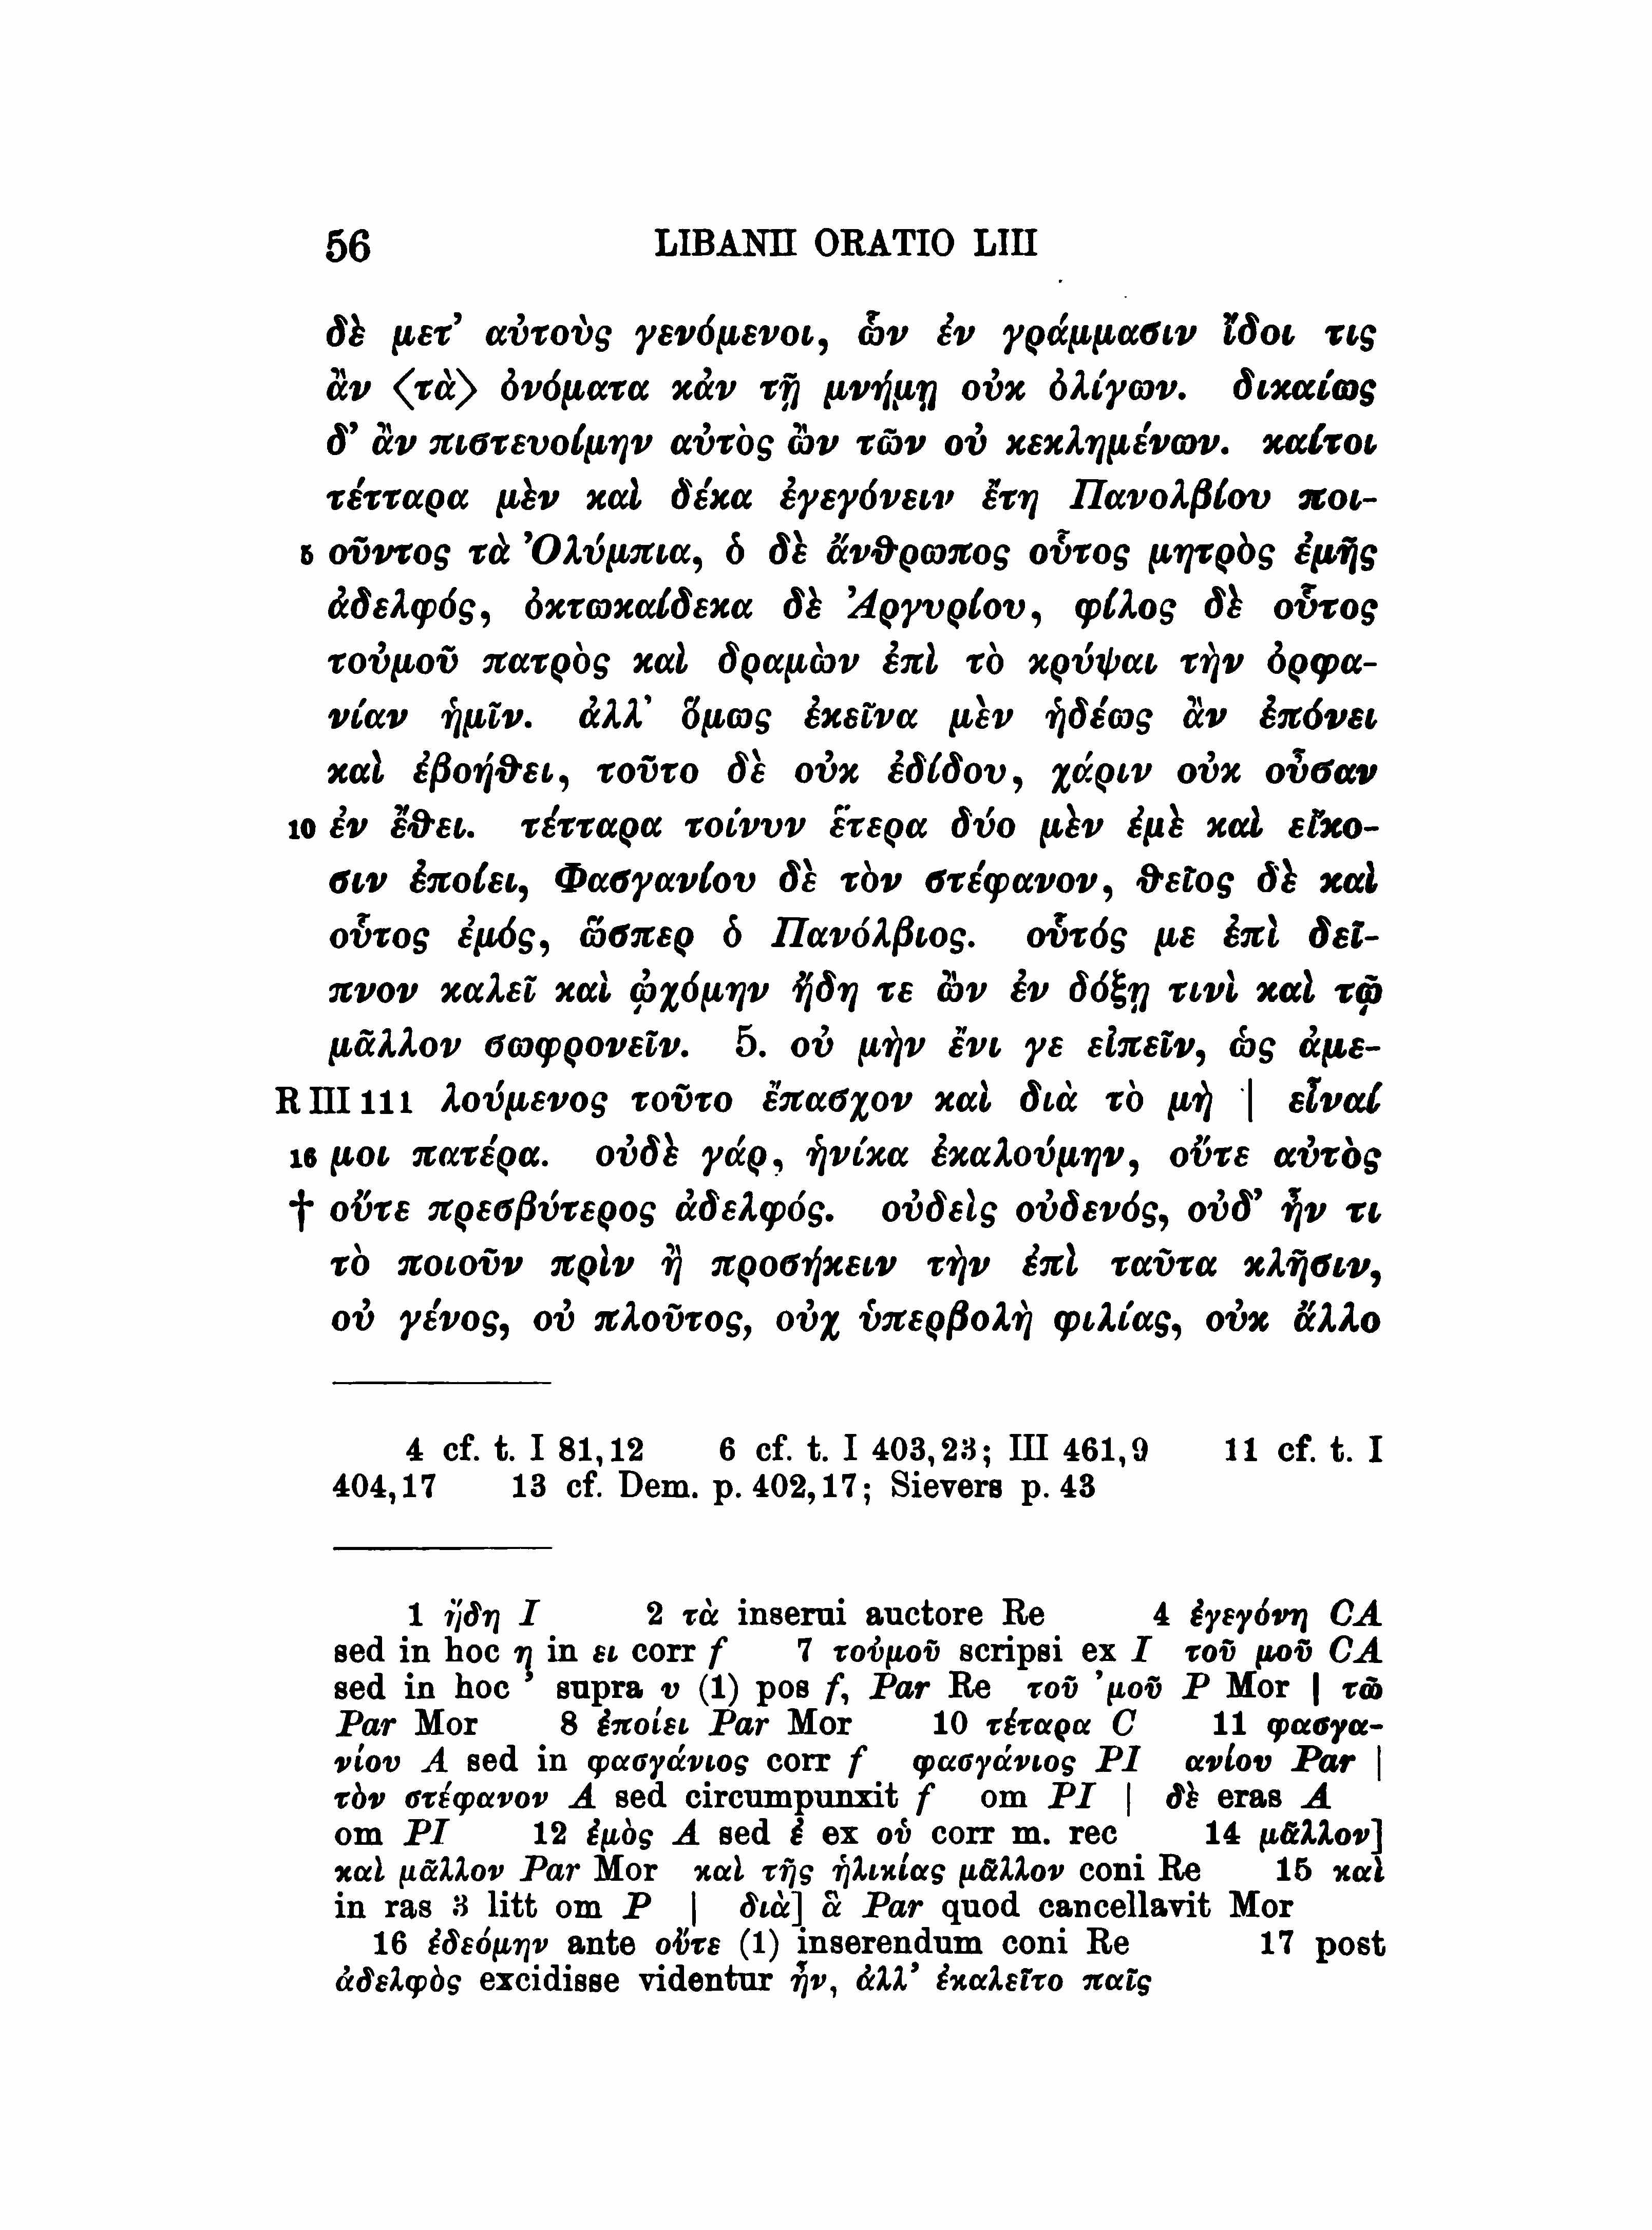 56 LIBANII ORATIO LIII
δὲ μετ’ αὐτοὺς γενόμενοι, ὧν ἐν γράμμασιν ἴδοι τις
ἂν ⟨τὰ⟩ ὀνόματα κἀν τῇ μνήμῃ οὐκ ὀλίγων. δικαίως
δ’ ἂν πιστευοίμην αὐτὸς ὢν τῶν οὐ κεκλημένων. καίτοι
τέτταρα μὲν καὶ δέκα ἐγεγόνειν ἔτη Πανολβίου ποι-
5 οῦντος τὰ Ὀλύμπια, ὁ δὲ ἄνθρωπος οὗτος μητρὸς ἐμῆς
ἀδελφός, ὀκτωκαίδεκα δὲ Ἀργυρίου, φίλος δὲ οὗτος
τοὐμοῦ πατρὸς καὶ δραμὼν ἐπὶ τὸ κρύψαι τὴν ὀρφα-
νίαν ἡμῖν. ἀλλ’ ὅμως ἐκεῖνα μὲν ἡδέως ἂν ἐπόνει
καὶ ἐβοήθει, τοῦτο δὲ οὐκ ἐδίδου, χάριν οὐκ οὖσαν
10 ἐν ἔθει. τέτταρα τοίνυν ἕτερα δύο μὲν ἐμὲ καὶ εἴκο-
σιν ἐποίει, Φασγανίου δὲ τὸν στέφανον, θεῖος δὲ καὶ
οὗτος ἐμός, ὥσπερ ὁ Πανόλβιος. οὗτός με ἐπὶ δεῖ-
πνον καλεῖ καὶ ᾠχόμην ἤδη τε ὢν ἐν δόξῃ τινὶ καὶ τῷ
μᾶλλον σωφρονεῖν. 5. οὐ μὴν ἔνι γε εἰπεῖν, ὡς ἀμε-
R III 111 λούμενος τοῦτο ἔπασχον καὶ διὰ τὸ μὴ | εἶναί
16 μοι πατέρα. οὐδὲ γάρ, ἡνίκα ἐκαλούμην, οὔτε αὐτὸς
† οὔτε πρεσβύτερος ἀδελφός. οὐδεὶς οὐδενός, οὐδ’ ἦν τι
τὸ ποιοῦν πρὶν ἢ προσήκειν τὴν ἐπὶ ταῦτα κλῆσιν,
οὐ γένος, οὐ πλοῦτος, οὐχ ὑπερβολὴ φιλίας, οὐκ ἄλλο
4 cf. t. I 81,12 6 cf. t. I 403,23; III 461,9 11 cf. t. I
404,17 13 cf. Dem. p. 402,17; Sievers p. 43
1 ἤδη I 2 τὰ inserui auctore Re 4 ἐγεγόνη CA
sed in hoc η in ει corr f 7 τοὐμοῦ scripsi ex I τοῦ μοῦ CA
sed in hoc ’ supra υ (1) pos f, Par Re τοῦ ’μοῦ P Mor | τῶ
Par Mor 8 ἐποίει Par Mor 10 τέταρα C 11 φασγα-
νίου A sed in φασγάνιος corr f φασγάνιος PI ανίου Par |
τὸν στέφανον A sed circumpunxit f om PI | δὲ eras A
om PI 12 ἐμὸς A sed ἐ ex οὐ corr m. rec 14 μᾶλλον]
καὶ μᾶλλον Par Mor καὶ τῆς ἡλικίας μᾶλλον coni Re 15 καὶ
in ras 3 litt om P | διὰ] ἃ Par quod cancellavit Mor
16 ἐδεόμην ante οὔτε (1) inserendum coni Re 17 post
ἀδελφὸς excidisse videntur ἦν, ἀλλ’ ἐκαλεῖτο παῖς